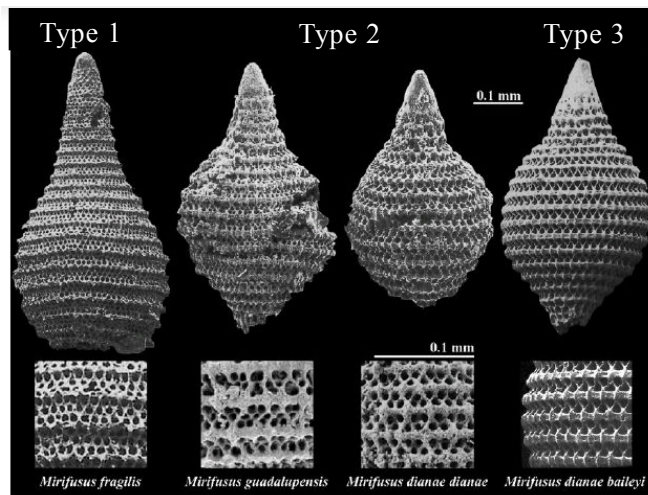 Type 1
Type 2
Type 3
0.1 mm
0.1 mm
Mirifusus fragilis
Mirifusus guadalupensis
Mirifusus dianae dianae
Mirifusus dianae baileyi